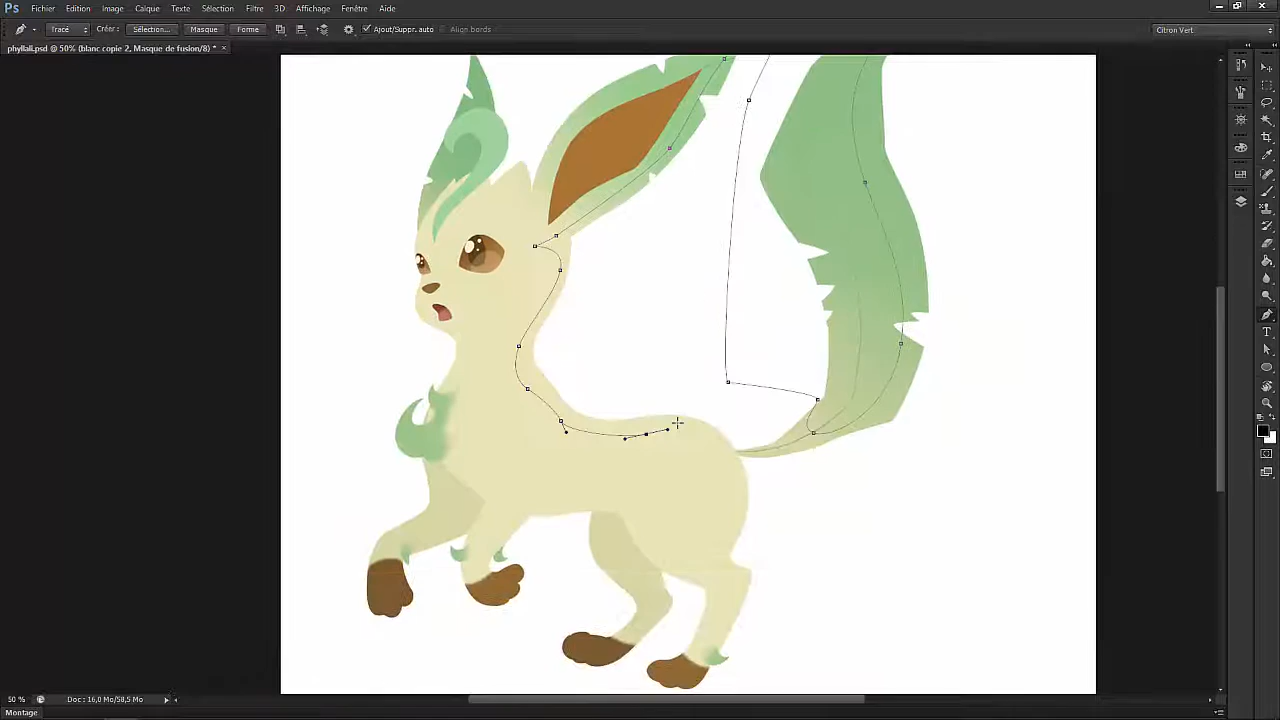 Ps Fichier Edition Image Calque Texte Sélection Filtre 3D Affichage Fenêtre Aide
Tracé Créer : Sélection... Masque Forme Ajout/Suppr. auto Align bords Citron Vert
phyllali.psd @ 50% (blanc copie 2, Masque de fusion/8) * ×
50 % Doc : 16,0 Mo/58,5 Mo
Montage